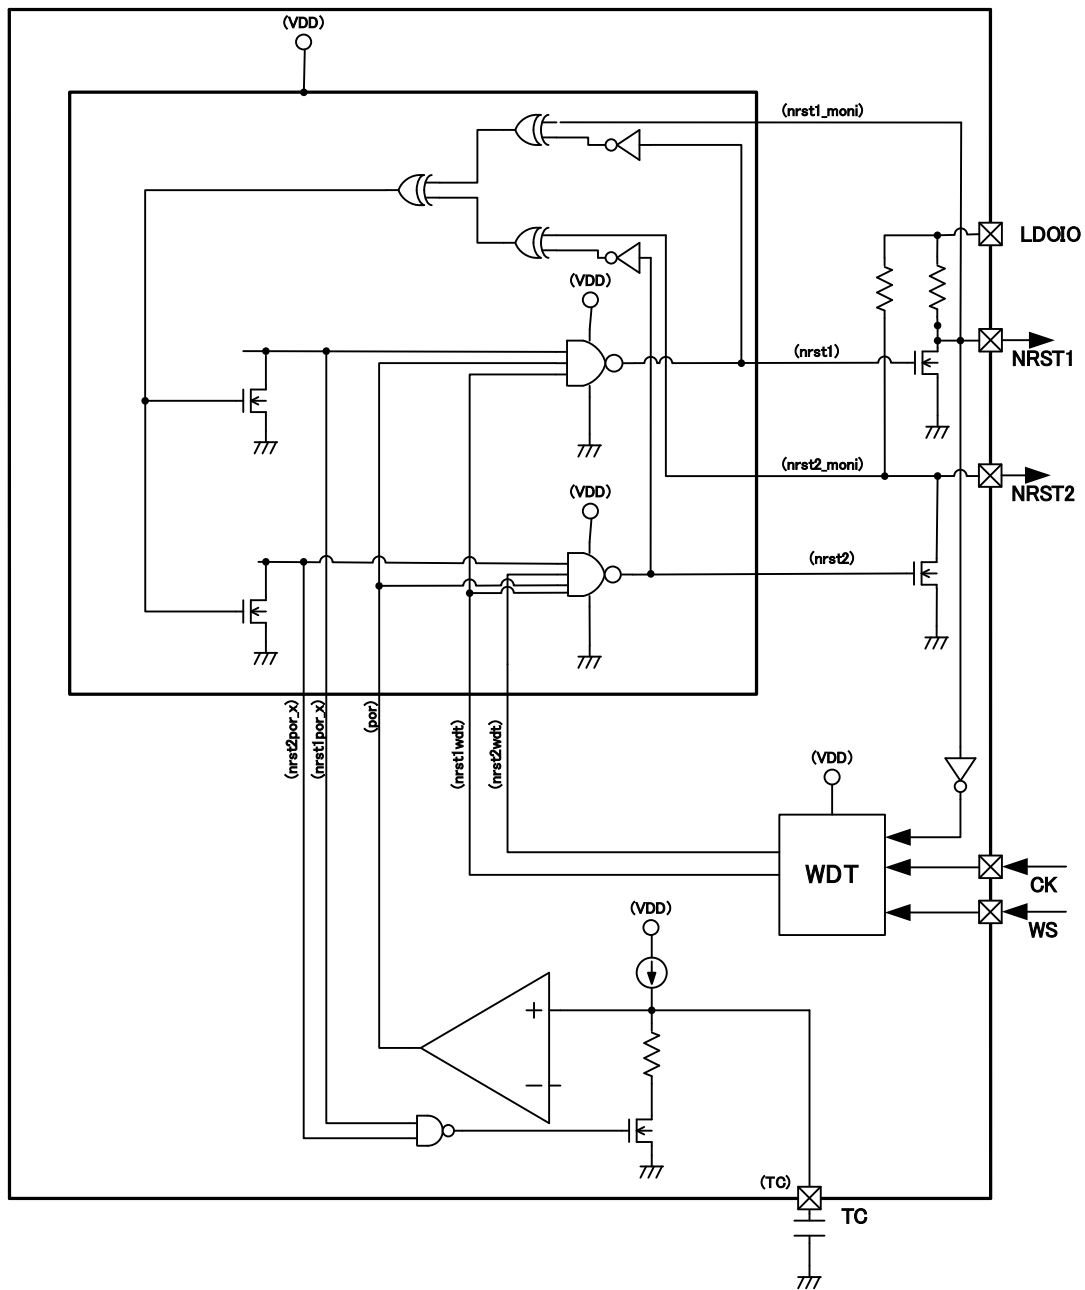 (VDD)
(nrst1_moni)
LDOIO
(VDD)
(nrst1)
NRST1
(nrst2_moni)
(VDD)
NRST2
(nrst2)
(nrst2por_x)
(nrst1por_x)
(por)
(nrst1wdt)
(nrst2wdt)
(VDD)
WDT
CK
(VDD)
WS
+
−
(TC)
TC